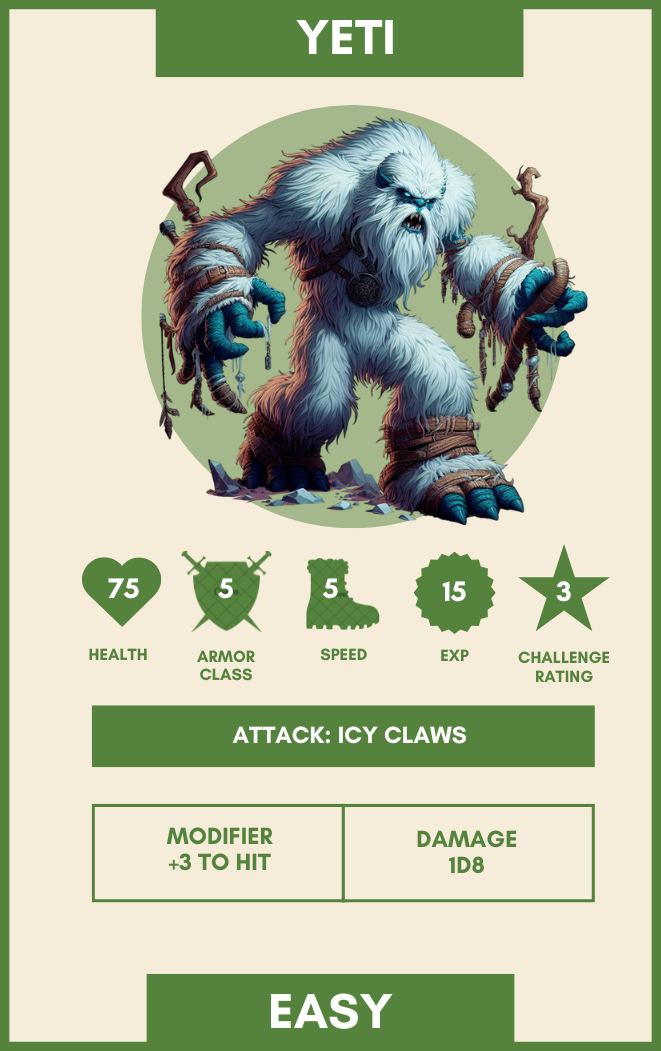 YETI
75
5
5
15
3
HEALTH
ARMOR
CLASS
SPEED
EXP
CHALLENGE
RATING
ATTACK: ICY CLAWS
MODIFIER
+3 TO HIT
DAMAGE
1D8
EASY